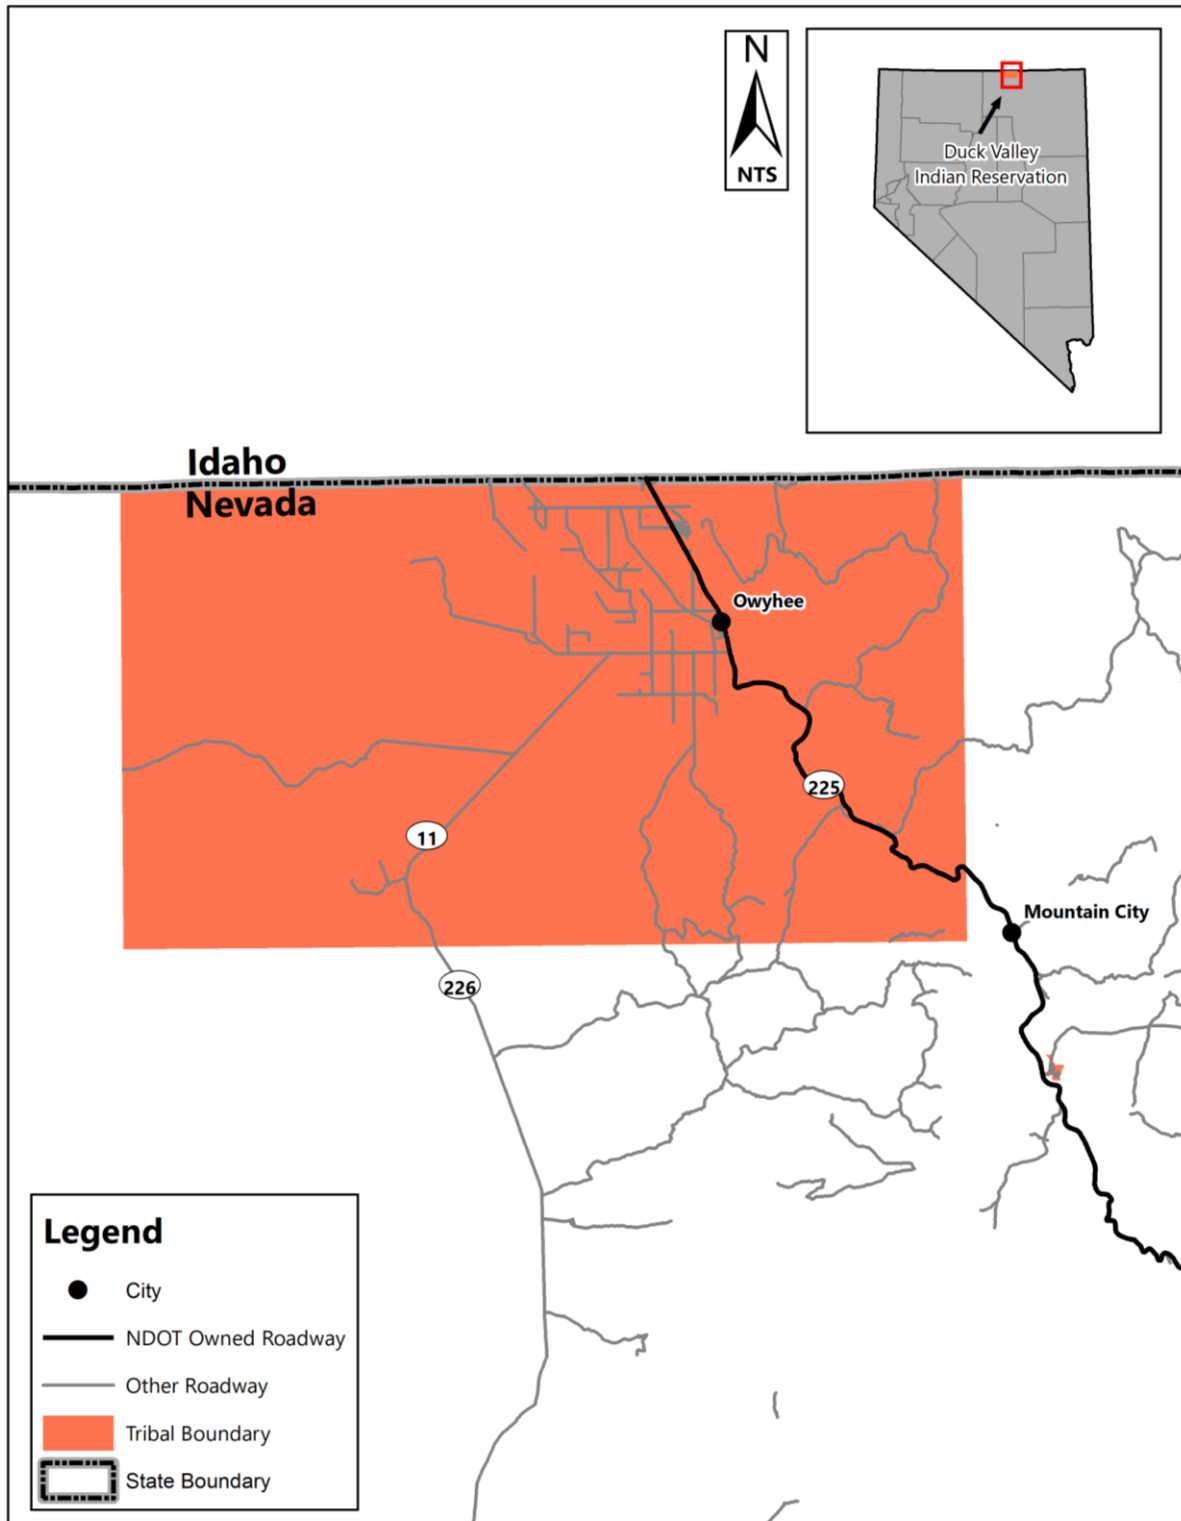 N
NTS
Duck Valley
Indian Reservation
Idaho
Nevada
Owyhee
225
11
Mountain City
226
Legend
City
NDOT Owned Roadway
Other Roadway
Tribal Boundary
State Boundary